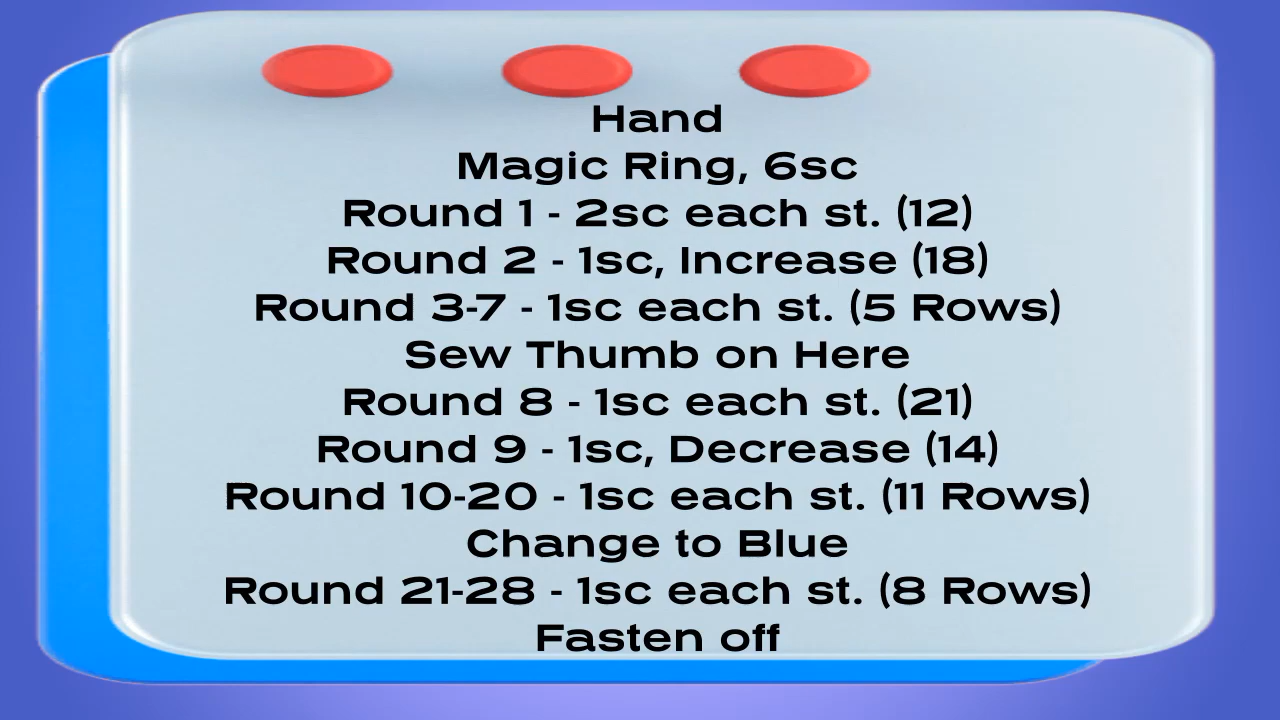 Hand
Magic Ring, 6sc
Round 1 - 2sc each st. (12)
Round 2 - 1sc, Increase (18)
Round 3-7 - 1sc each st. (5 Rows)
Sew Thumb on Here
Round 8 - 1sc each st. (21)
Round 9 - 1sc, Decrease (14)
Round 10-20 - 1sc each st. (11 Rows)
Change to Blue
Round 21-28 - 1sc each st. (8 Rows)
Fasten off